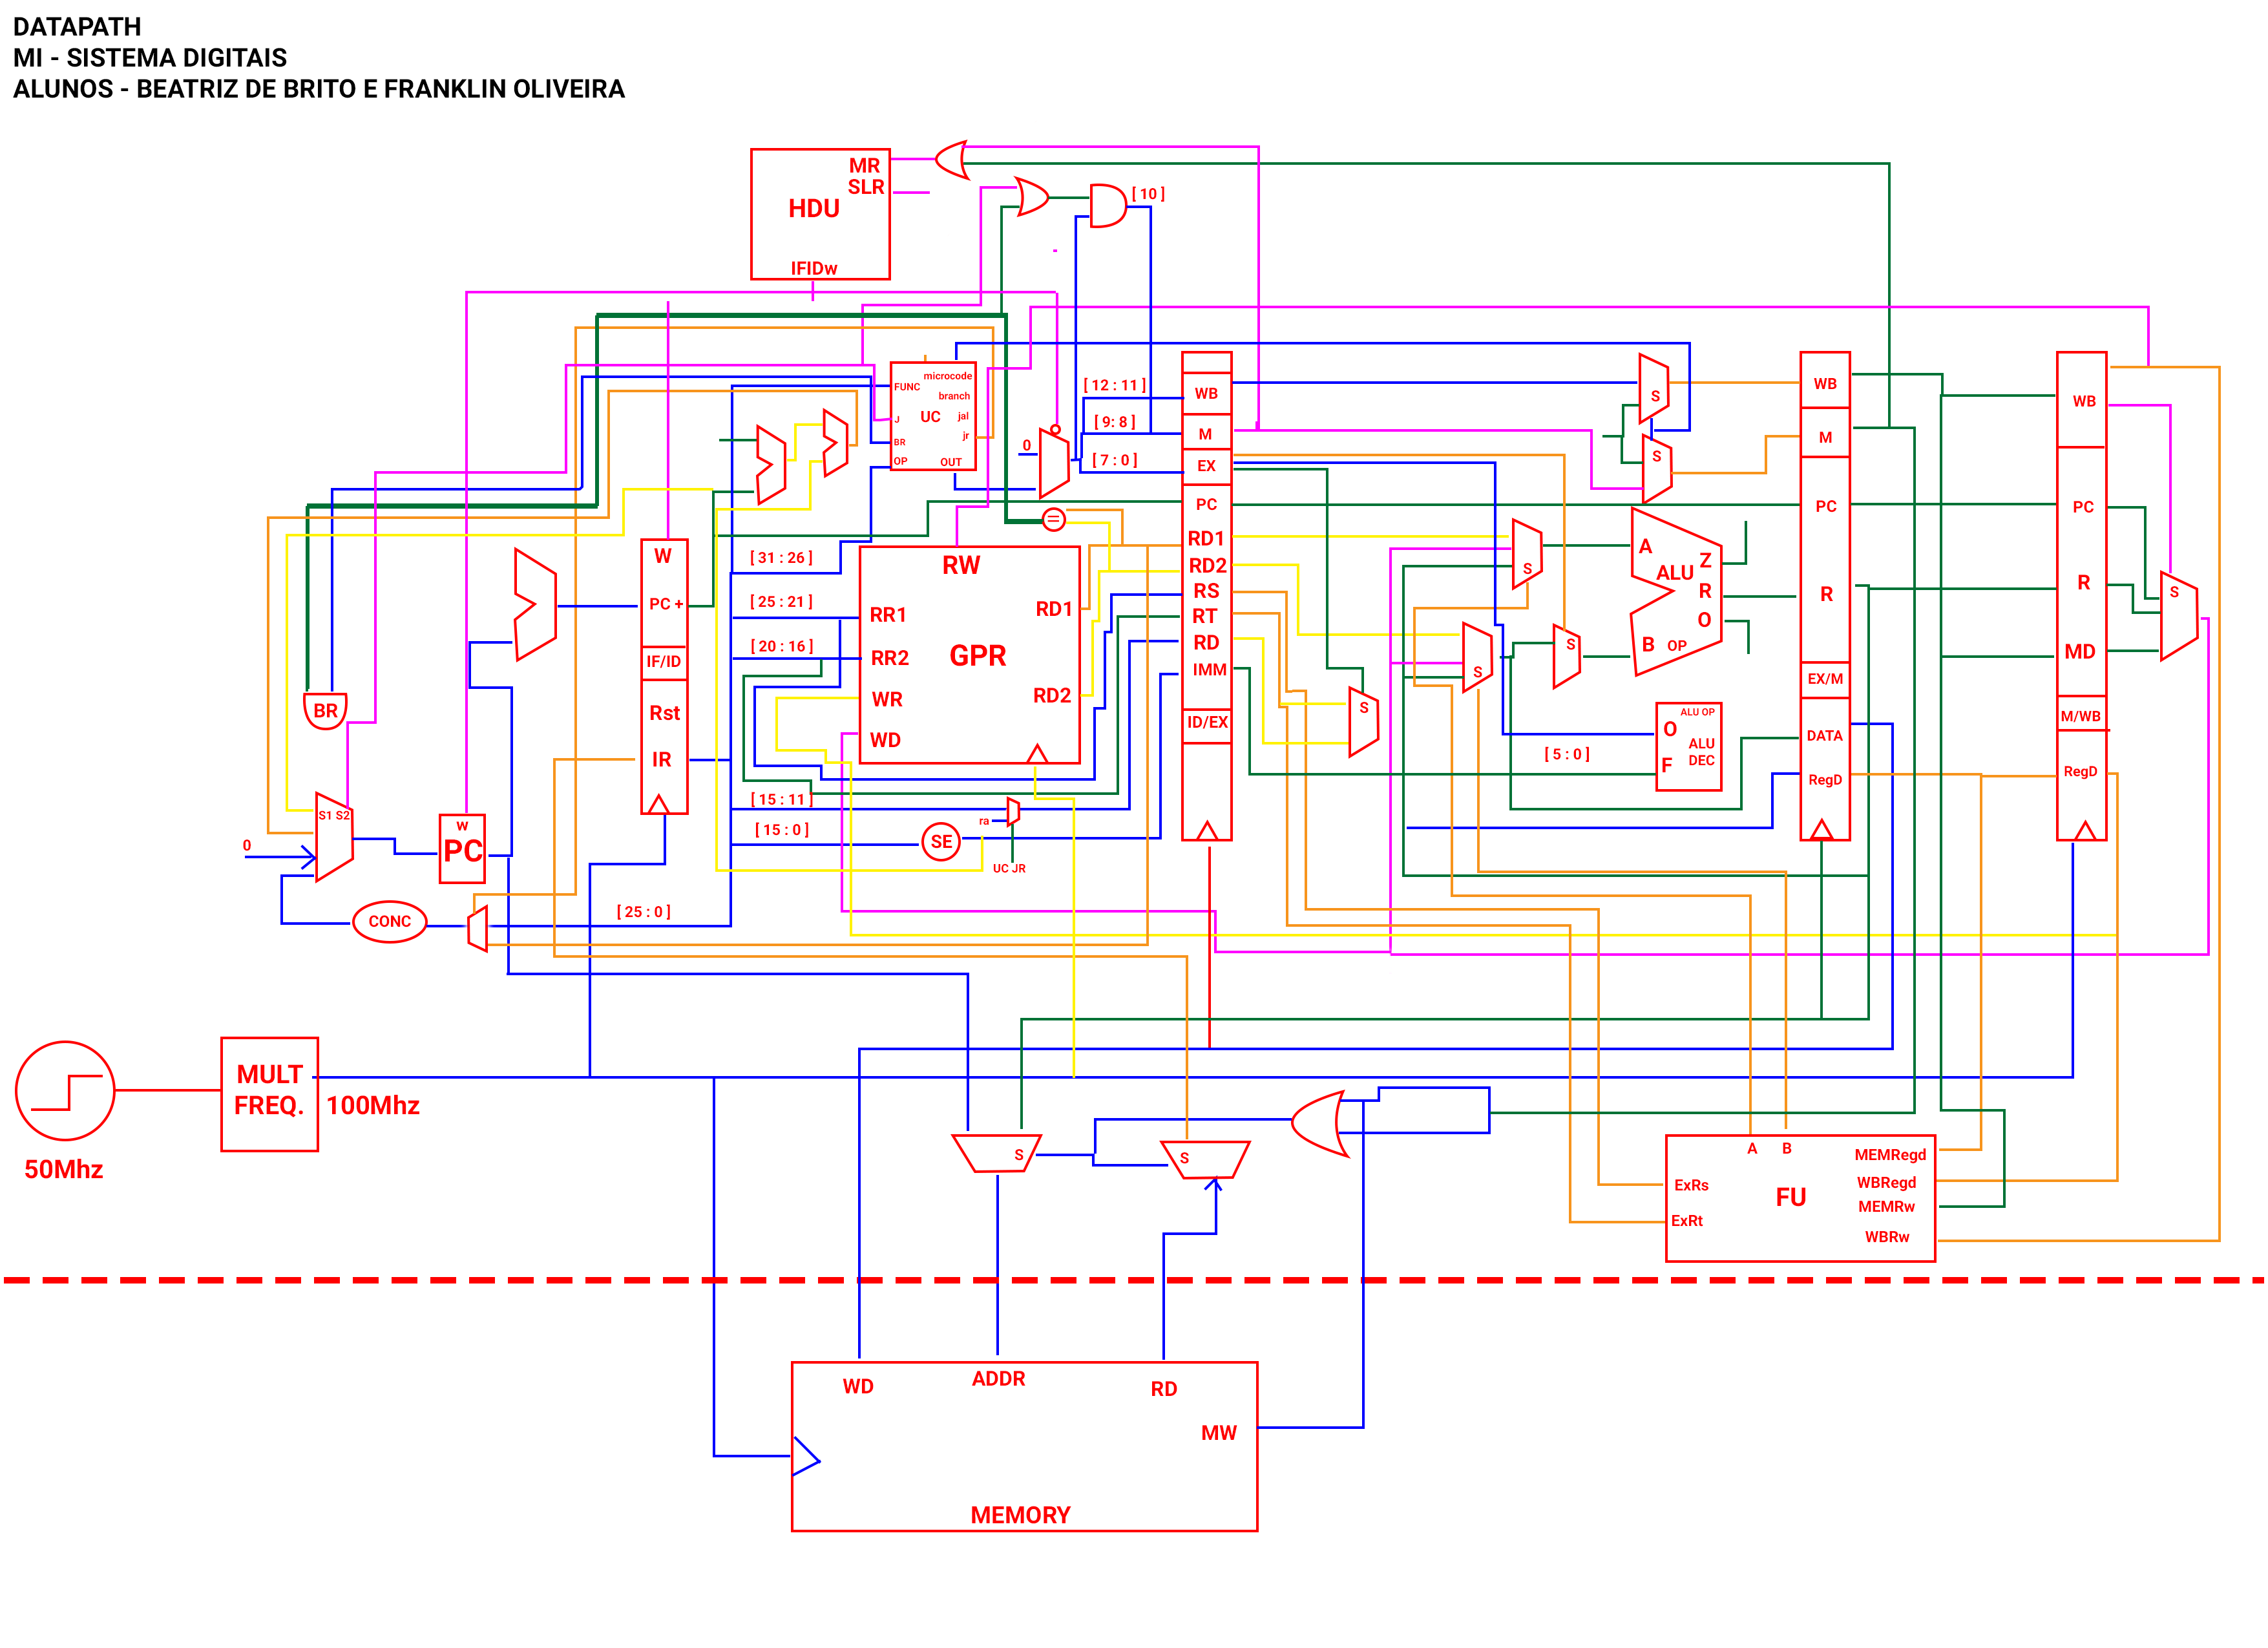 DATAPATH
MI - SISTEMA DIGITAIS
ALUNOS - BEATRIZ DE BRITO E FRANKLIN OLIVEIRA
MR
SLR
HDU
IFIDw
[ 10 ]
microcode
FUNC
branch
UC
jal
J
jr
BR
OP
OUT
0
[ 12 : 11 ]
[ 9: 8 ]
[ 7 : 0 ]
=
WB
M
EX
PC
RD1
RD2
RS
RT
RD
IMM
ID/EX
S
S
WB
M
PC
R
EX/M
DATA
RegD
WB
PC
R
MD
M/WB
RegD
S
W
PC +
IF/ID
Rst
IR
[ 31 : 26 ]
[ 25 : 21 ]
[ 20 : 16 ]
[ 15 : 11 ]
[ 15 : 0 ]
[ 25 : 0 ]
RW
RR1
RR2
WR
WD
GPR
RD1
RD2
S
S
S
S
A
Z
ALU
R
O
B
OP
ALU OP
O
ALU
DEC
F
[ 5 : 0 ]
BR
S1 S2
0
W
PC
CONC
ra
SE
UC JR
MULT
FREQ.
100Mhz
50Mhz
S
S
A
B
MEMRegd
WBRegd
MEMRw
WBRw
ExRs
ExRt
FU
WD
ADDR
RD
MW
MEMORY